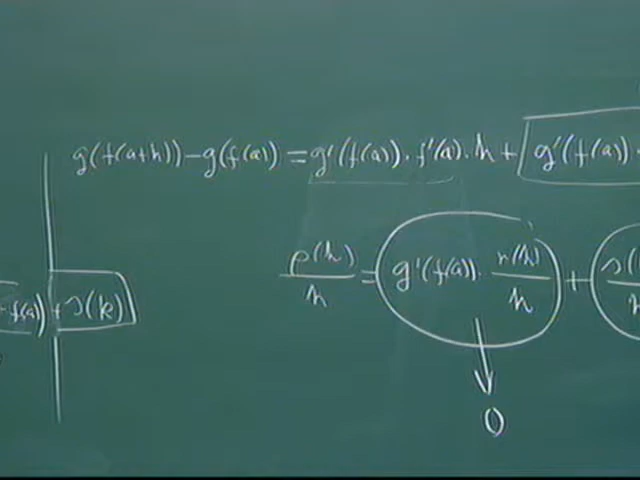 g(f(a+h)) - g(f(a)) = g'(f(a)) · f'(a) · h + g'(f(a)) ·
ρ(h)/h = g'(f(a)) · r(h)/h + s(
f(a)) + s(k)
0